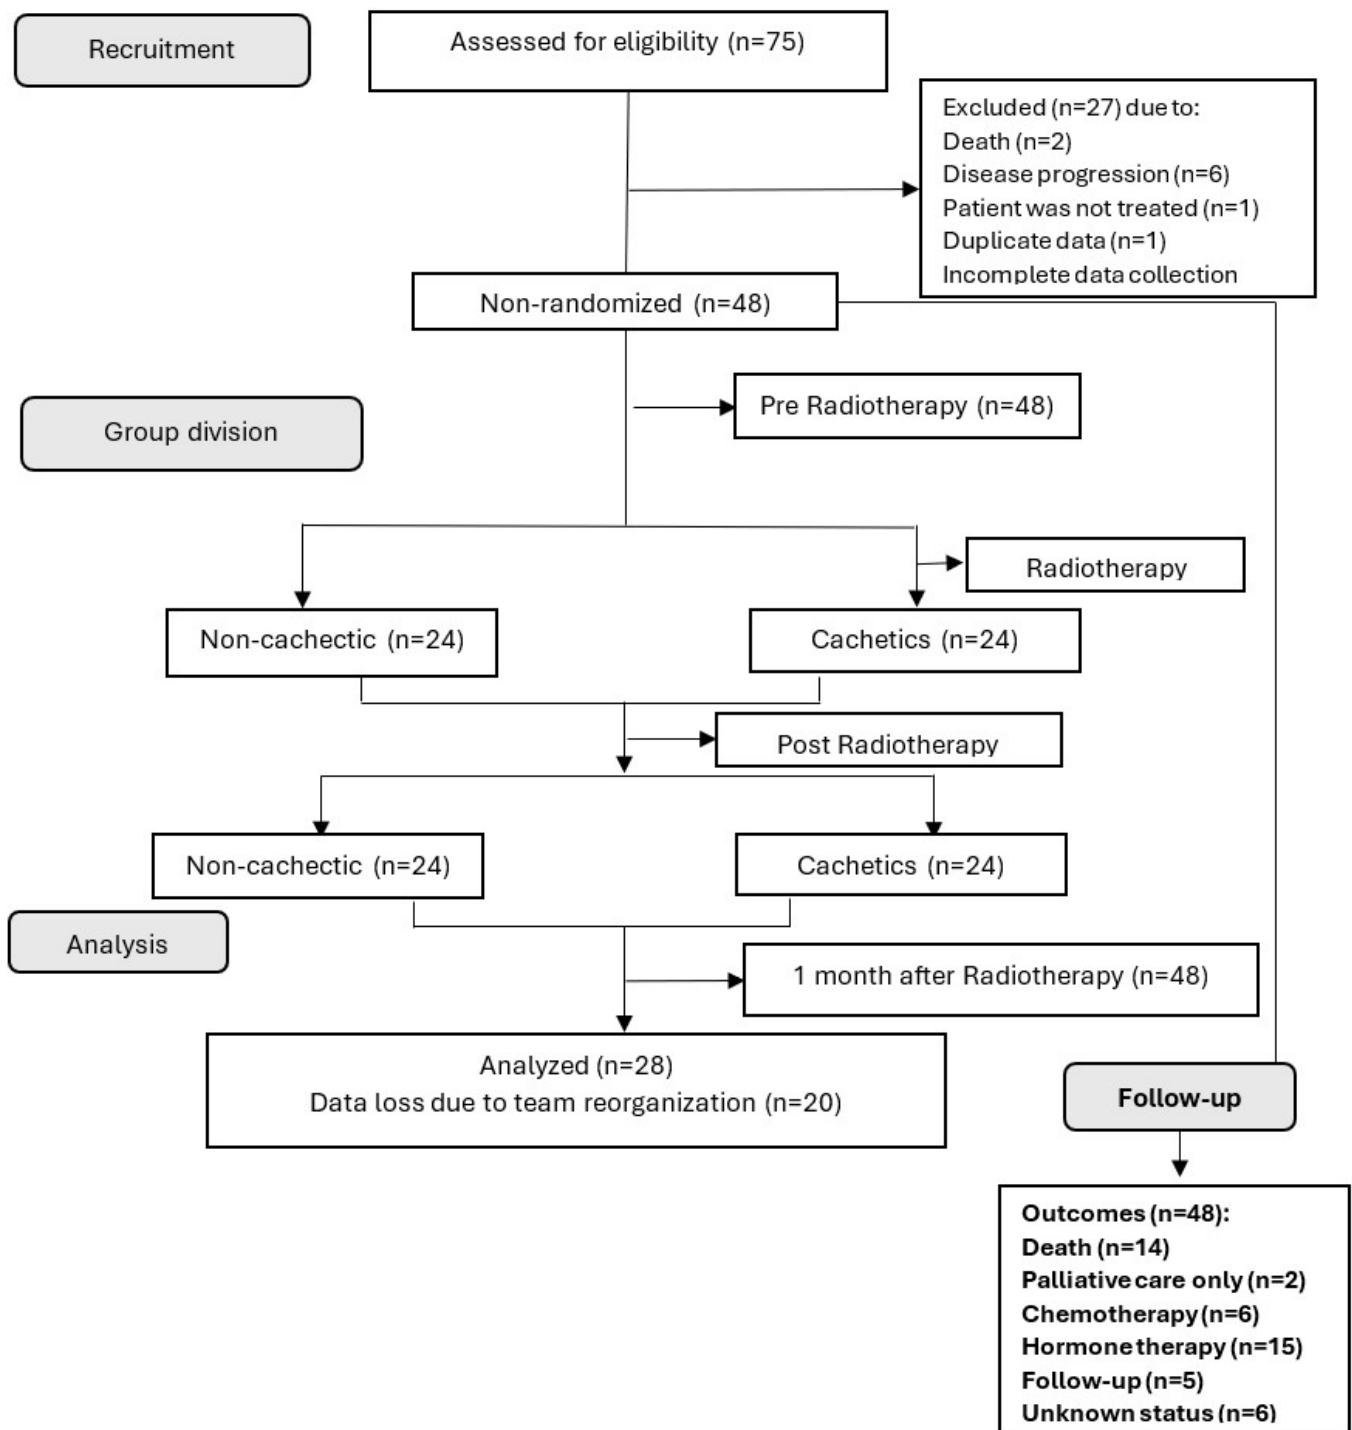 Recruitment
Assessed for eligibility (n=75)
Excluded (n=27) due to:
Death (n=2)
Disease progression (n=6)
Patient was not treated (n=1)
Duplicate data (n=1)
Incomplete data collection
Non-randomized (n=48)
Pre Radiotherapy (n=48)
Group division
Radiotherapy
Non-cachectic (n=24)
Cachetics (n=24)
Post Radiotherapy
Non-cachectic (n=24)
Cachetics (n=24)
Analysis
1 month after Radiotherapy (n=48)
Analyzed (n=28)
Data loss due to team reorganization (n=20)
Follow-up
Outcomes (n=48):
Death (n=14)
Palliative care only (n=2)
Chemotherapy (n=6)
Hormone therapy (n=15)
Follow-up (n=5)
Unknown status (n=6)